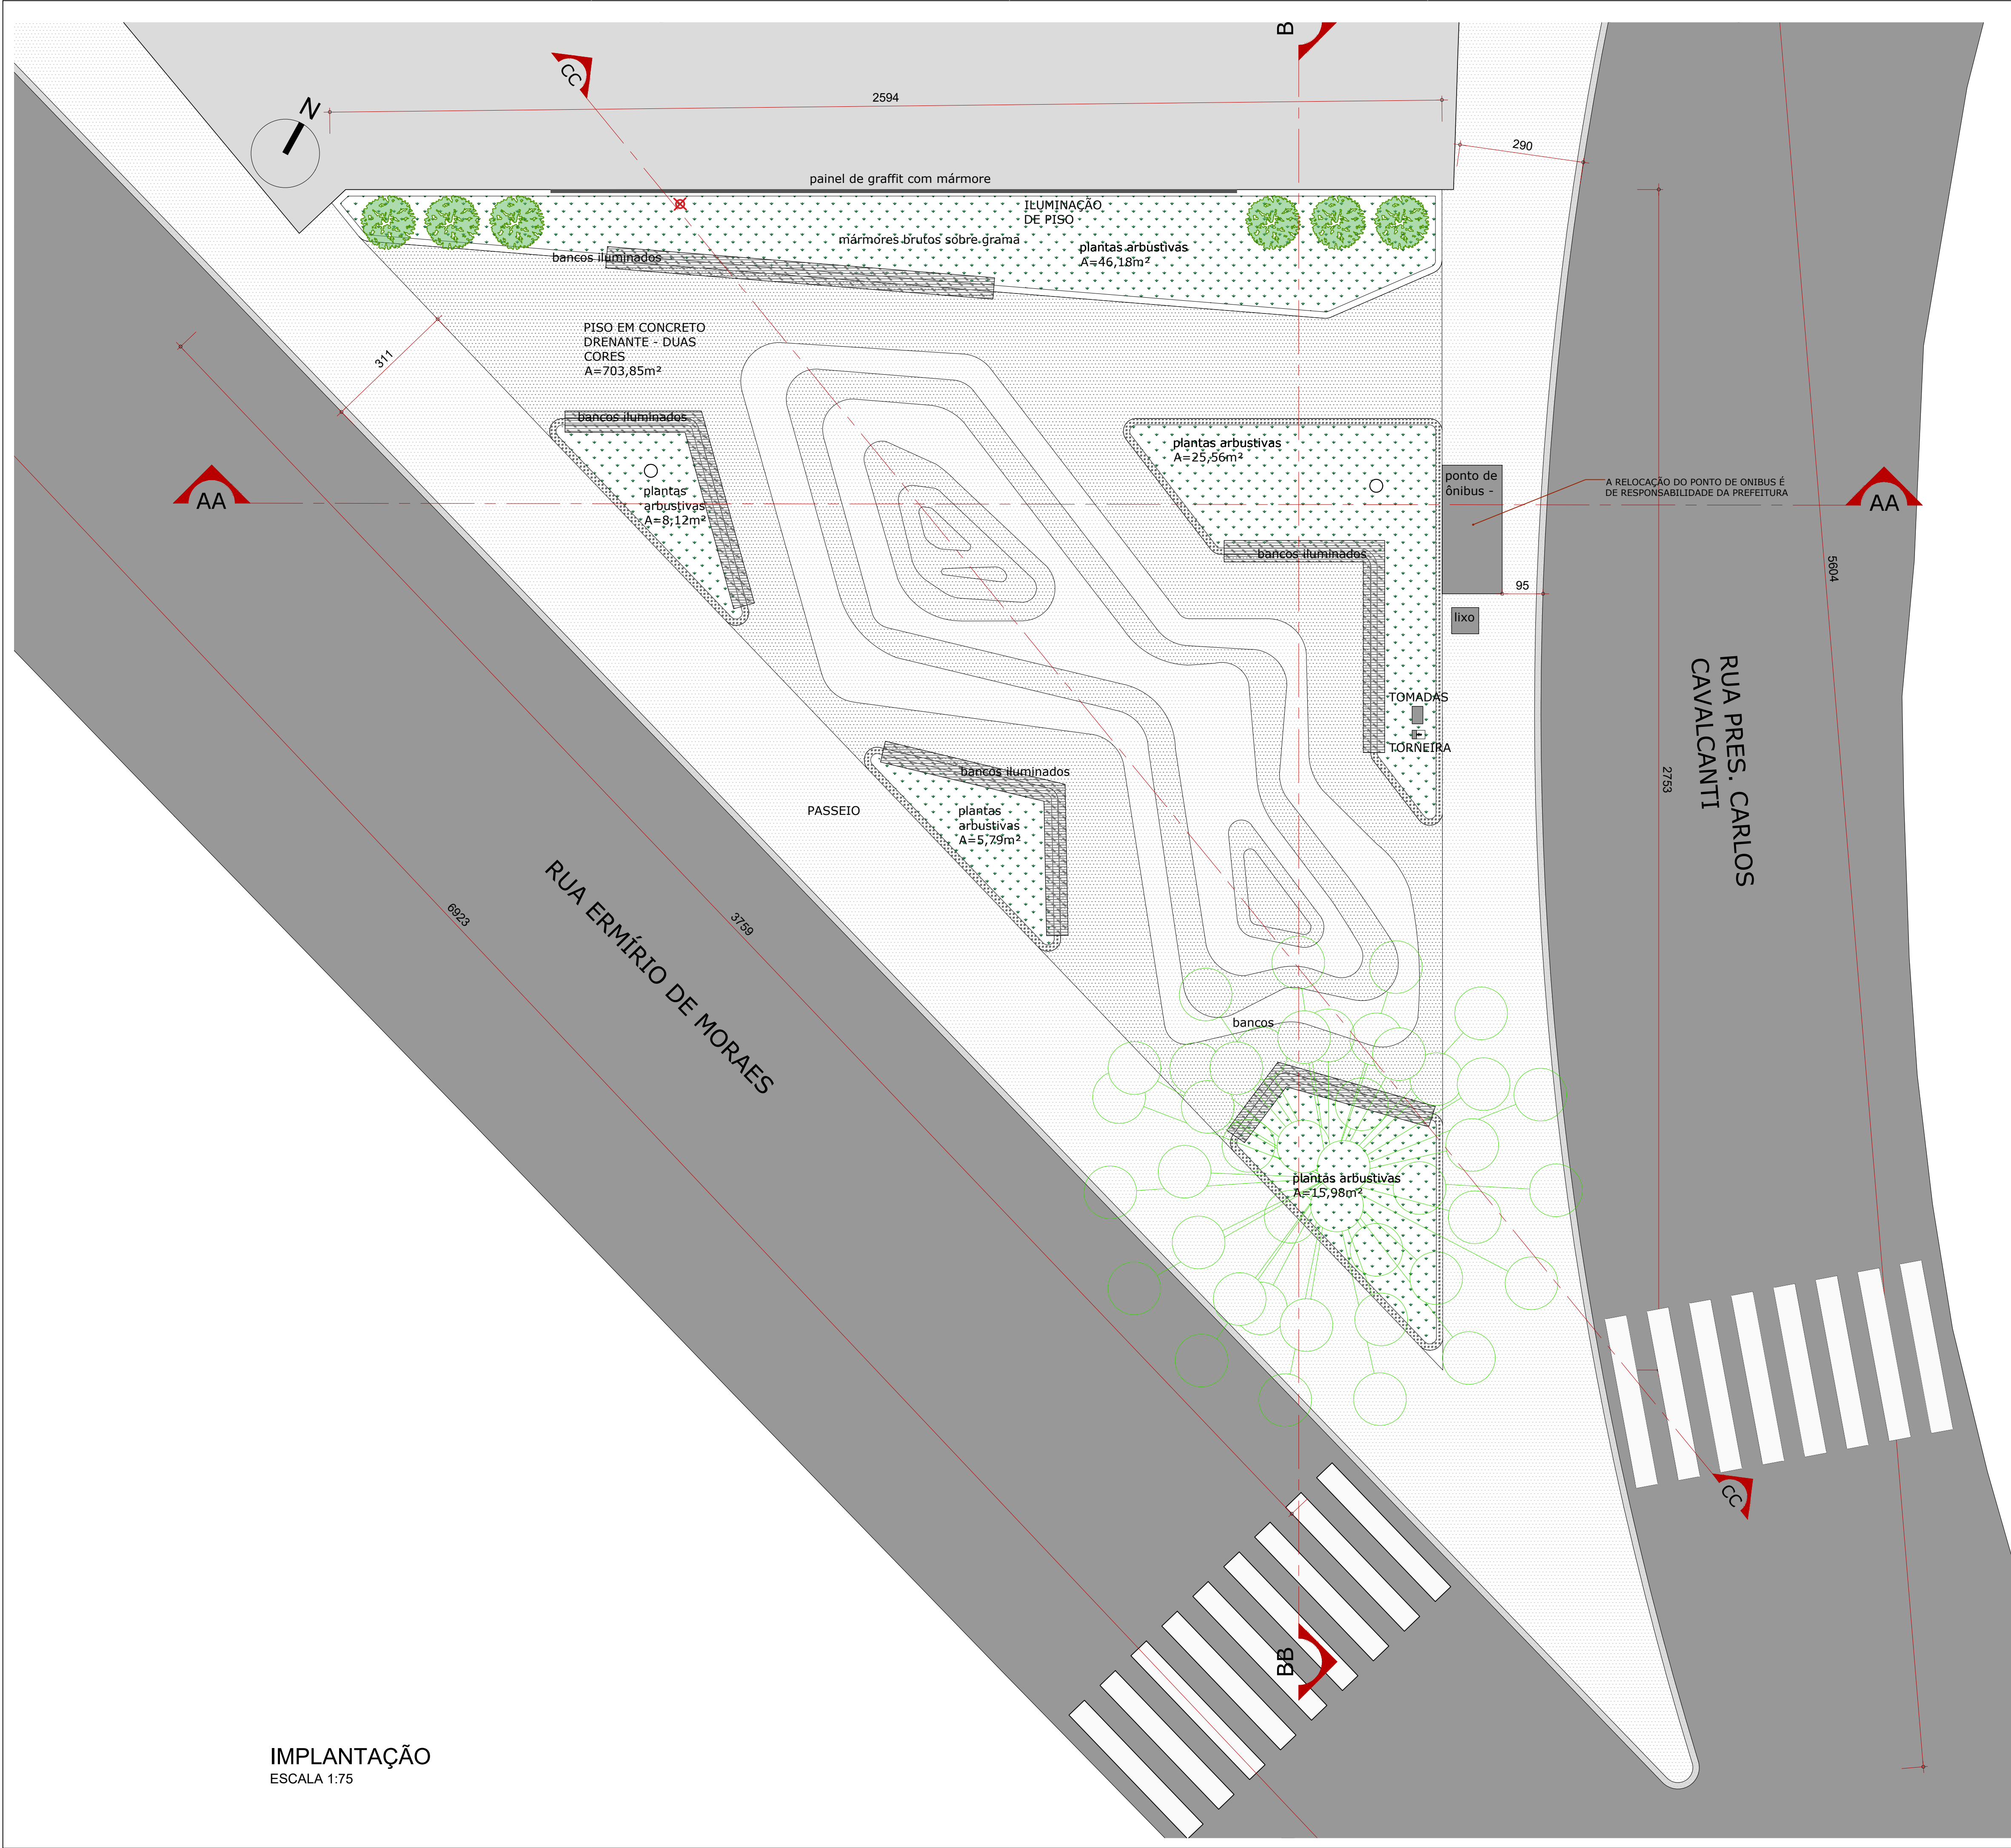 B
CC
2594
N
290
painel de graffit com mármore
ILUMINAÇÃO
DE PISO
mármores brutos sobre grama
plantas arbustivas
A=46,18m²
bancos iluminados
PISO EM CONCRETO
DRENANTE - DUAS
CORES
A=703,85m²
311
bancos iluminados
plantas arbustivas
A=25,56m²
plantas
arbustivas
A=8,12m²
ponto de
ônibus -
A RELOCAÇÃO DO PONTO DE ONIBUS É
DE RESPONSABILIDADE DA PREFEITURA
AA
AA
bancos iluminados
5604
95
lixo
TOMADAS
TORNEIRA
RUA PRES. CARLOS
CAVALCANTI
2753
bancos iluminados
PASSEIO
plantas
arbustivas
A=5,79m²
RUA ERMÍRIO DE MORAES
6923
3759
bancos
plantas arbustivas
A=15,98m²
CC
BB
IMPLANTAÇÃO
ESCALA 1:75